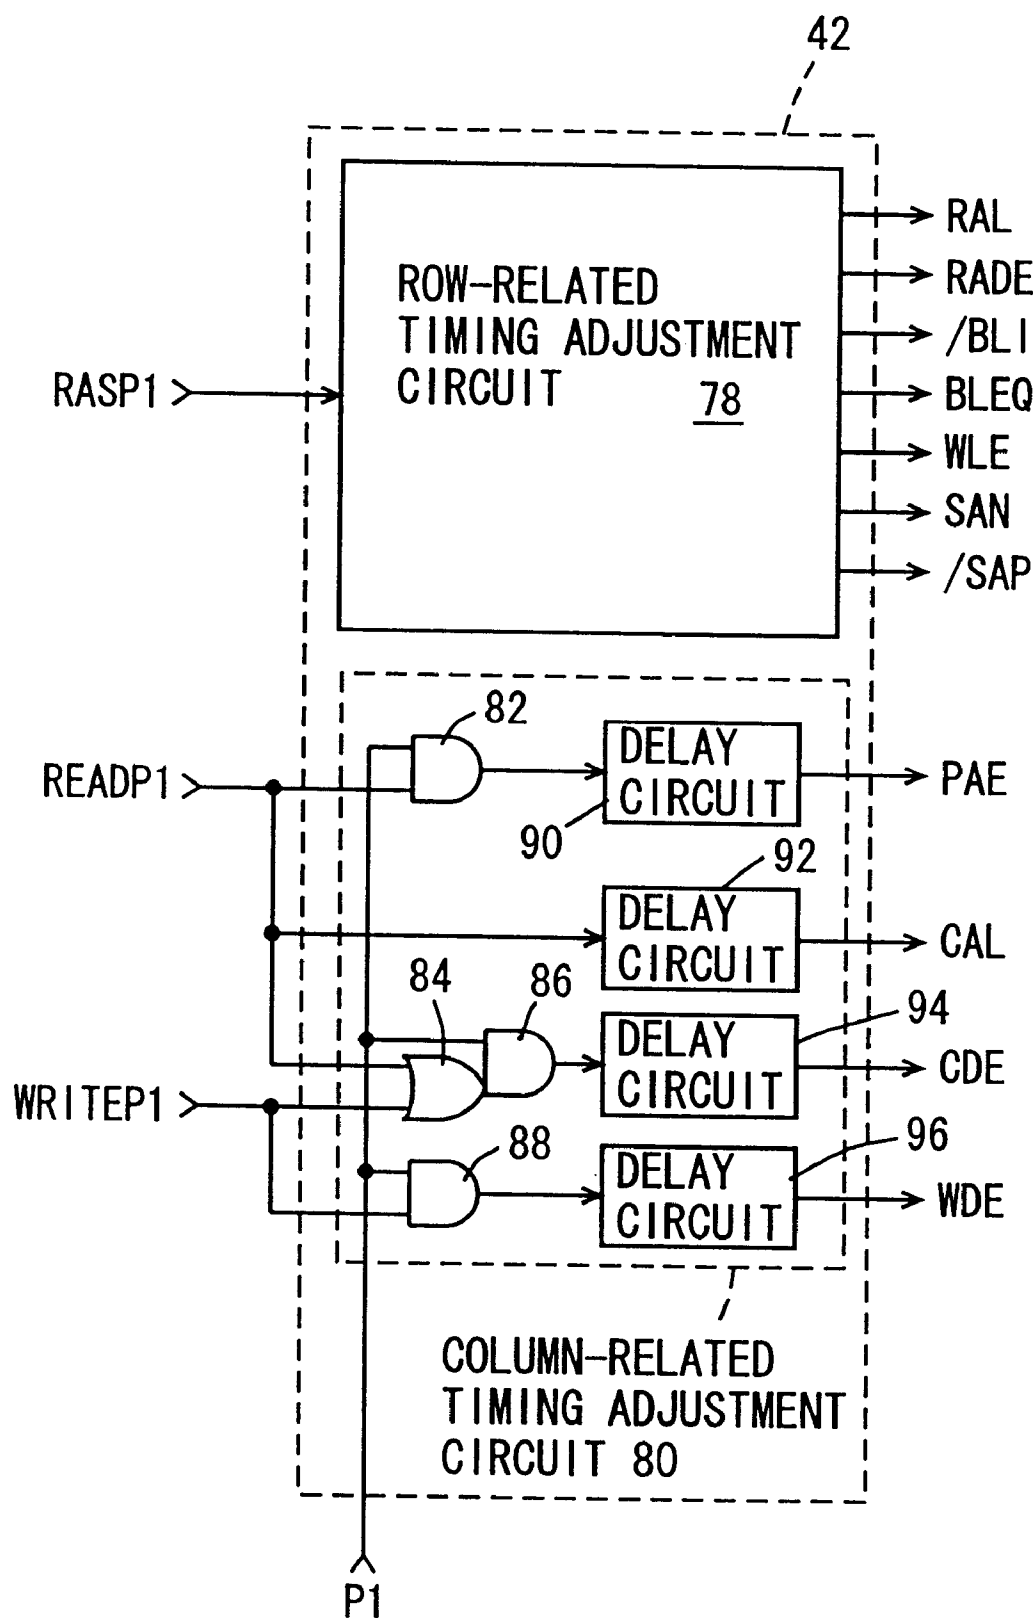 42
RAL
RADE
/BLI
BLEQ
WLE
SAN
/SAP
ROW-RELATED
TIMING ADJUSTMENT
CIRCUIT
78
RASP1
82
READP1
DELAY
CIRCUIT
90
PAE
92
DELAY
CIRCUIT
CAL
84
86
DELAY
CIRCUIT
94
CDE
WRITEP1
88
DELAY
CIRCUIT
96
WDE
COLUMN-RELATED
TIMING ADJUSTMENT
CIRCUIT 80
P1